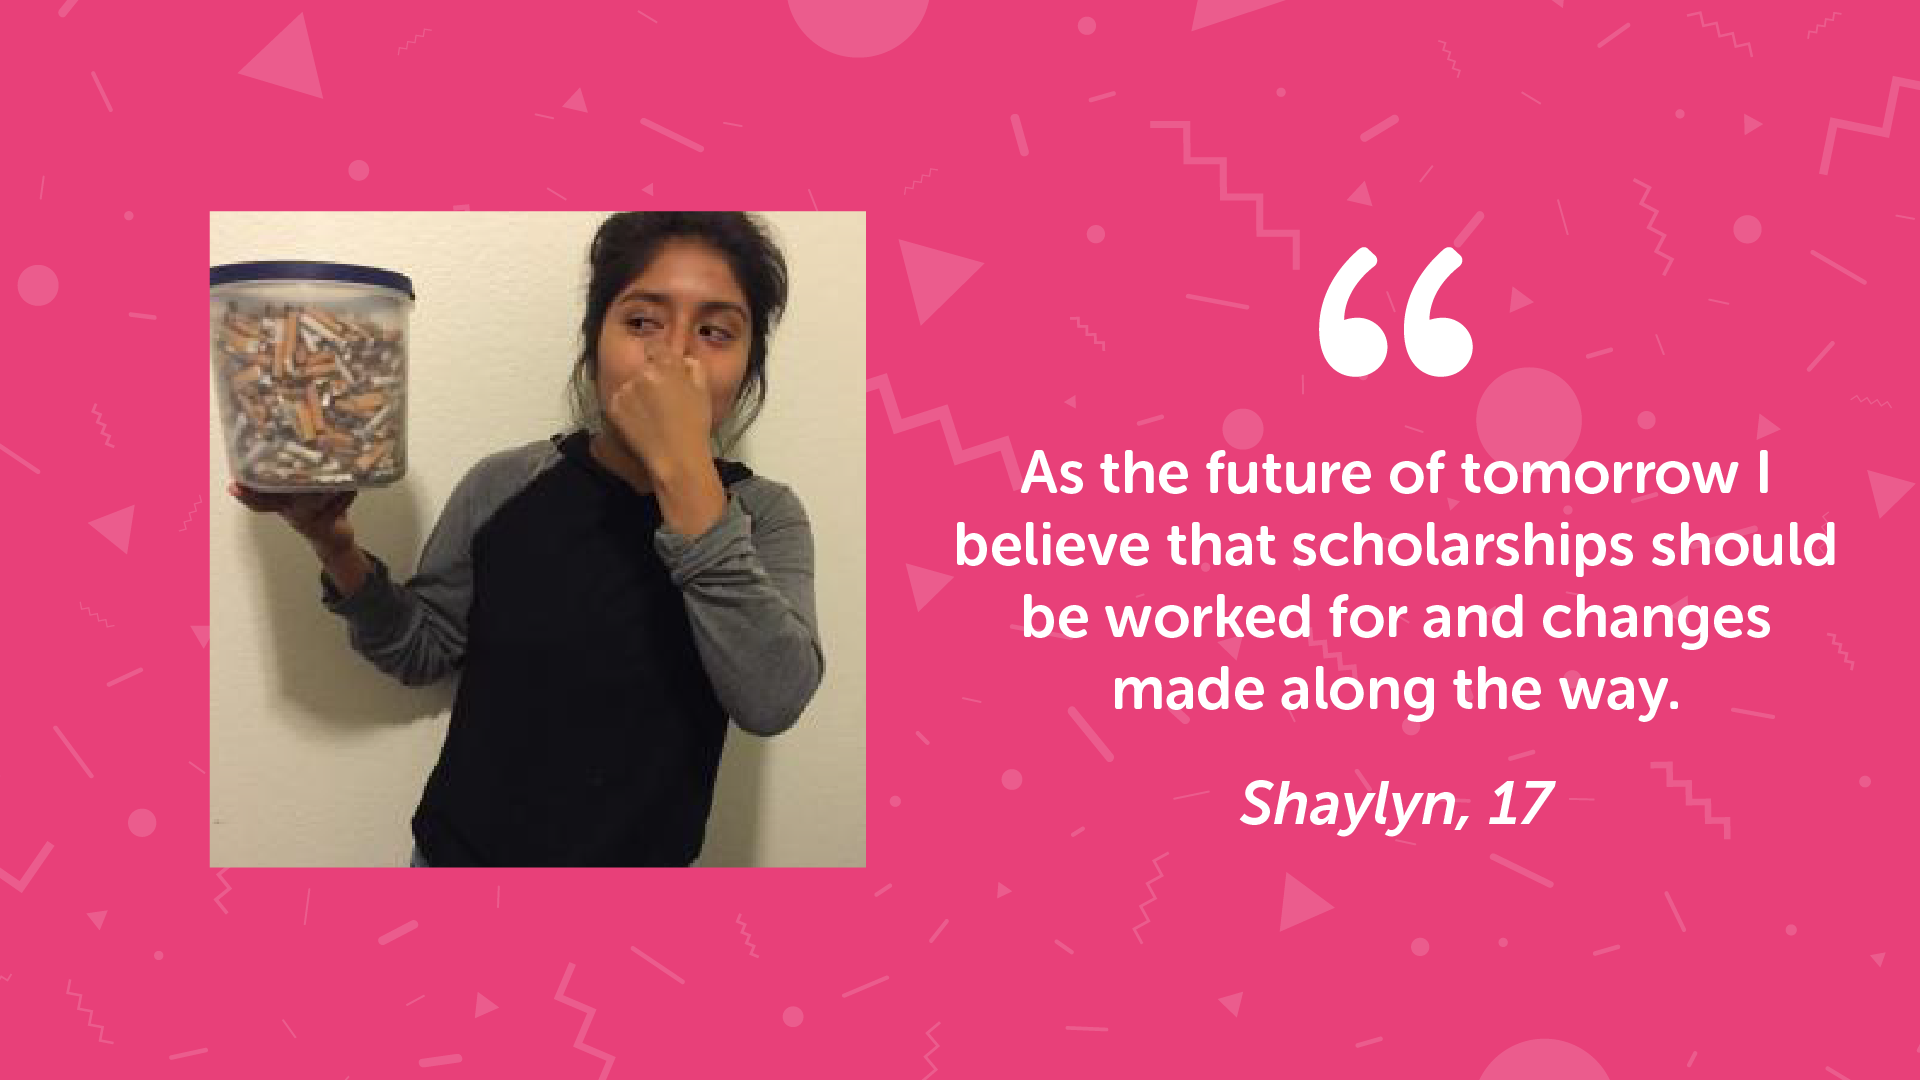 “
As the future of tomorrow I
believe that scholarships should
be worked for and changes
made along the way.
Shaylyn, 17